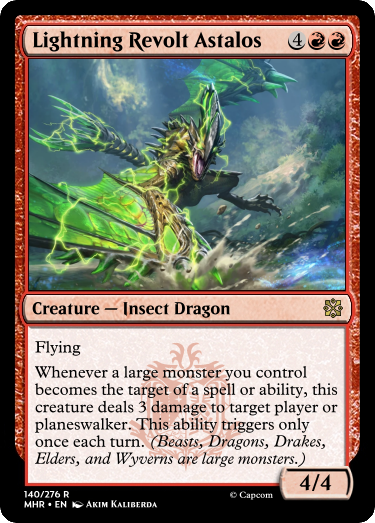 Lightning Revolt Astalos 4
Creature — Insect Dragon
Flying
Whenever a large monster you control
becomes the target of a spell or ability, this
creature deals 3 damage to target player or
planeswalker. This ability triggers only
once each turn. (Beasts, Dragons, Drakes,
Elders, and Wyverns are large monsters.)
4/4
140/276 R
MHR • EN Akim Kaliberda
© Capcom